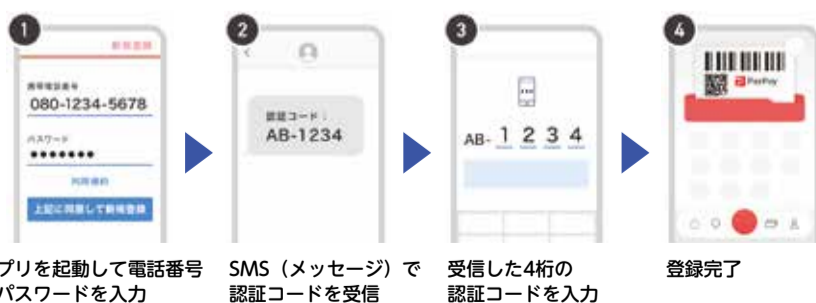 1
新規登録
携帯電話番号
080-1234-5678
パスワード
●●●●●●●
利用規約
上記に同意して新規登録
プリを起動して電話番号
パスワードを入力
2
認証コード：
AB-1234
SMS（メッセージ）で
認証コードを受信
3
AB- 1 2 3 4
受信した4桁の
認証コードを入力
4
PayPay
登録完了